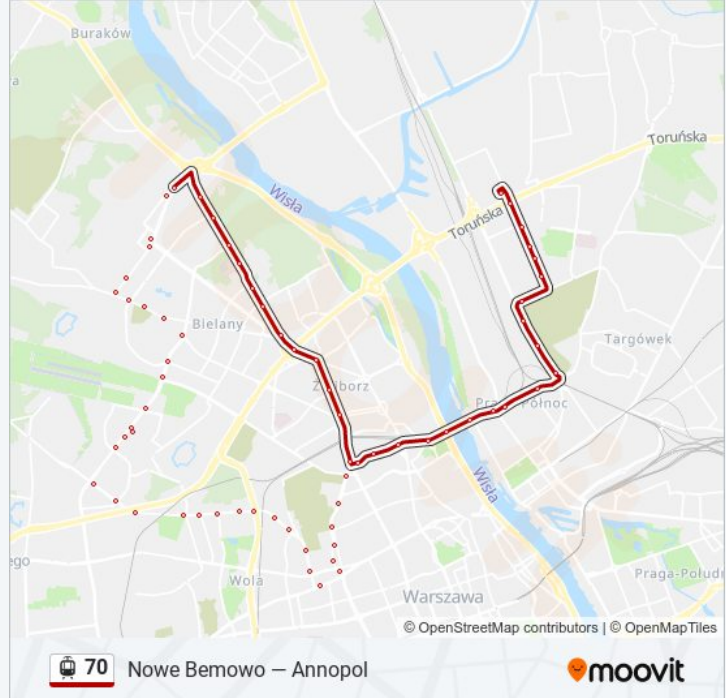 Buraków
a
Toruńska
Wisła
Toruńska
Bielany
Targówek
Żoliborz
Praga-Północ
Wisła
ego
Wola
Praga-Połudi
Warszawa
© OpenStreetMap contributors | © OpenMapTiles
70 Nowe Bemowo — Annopol moovit